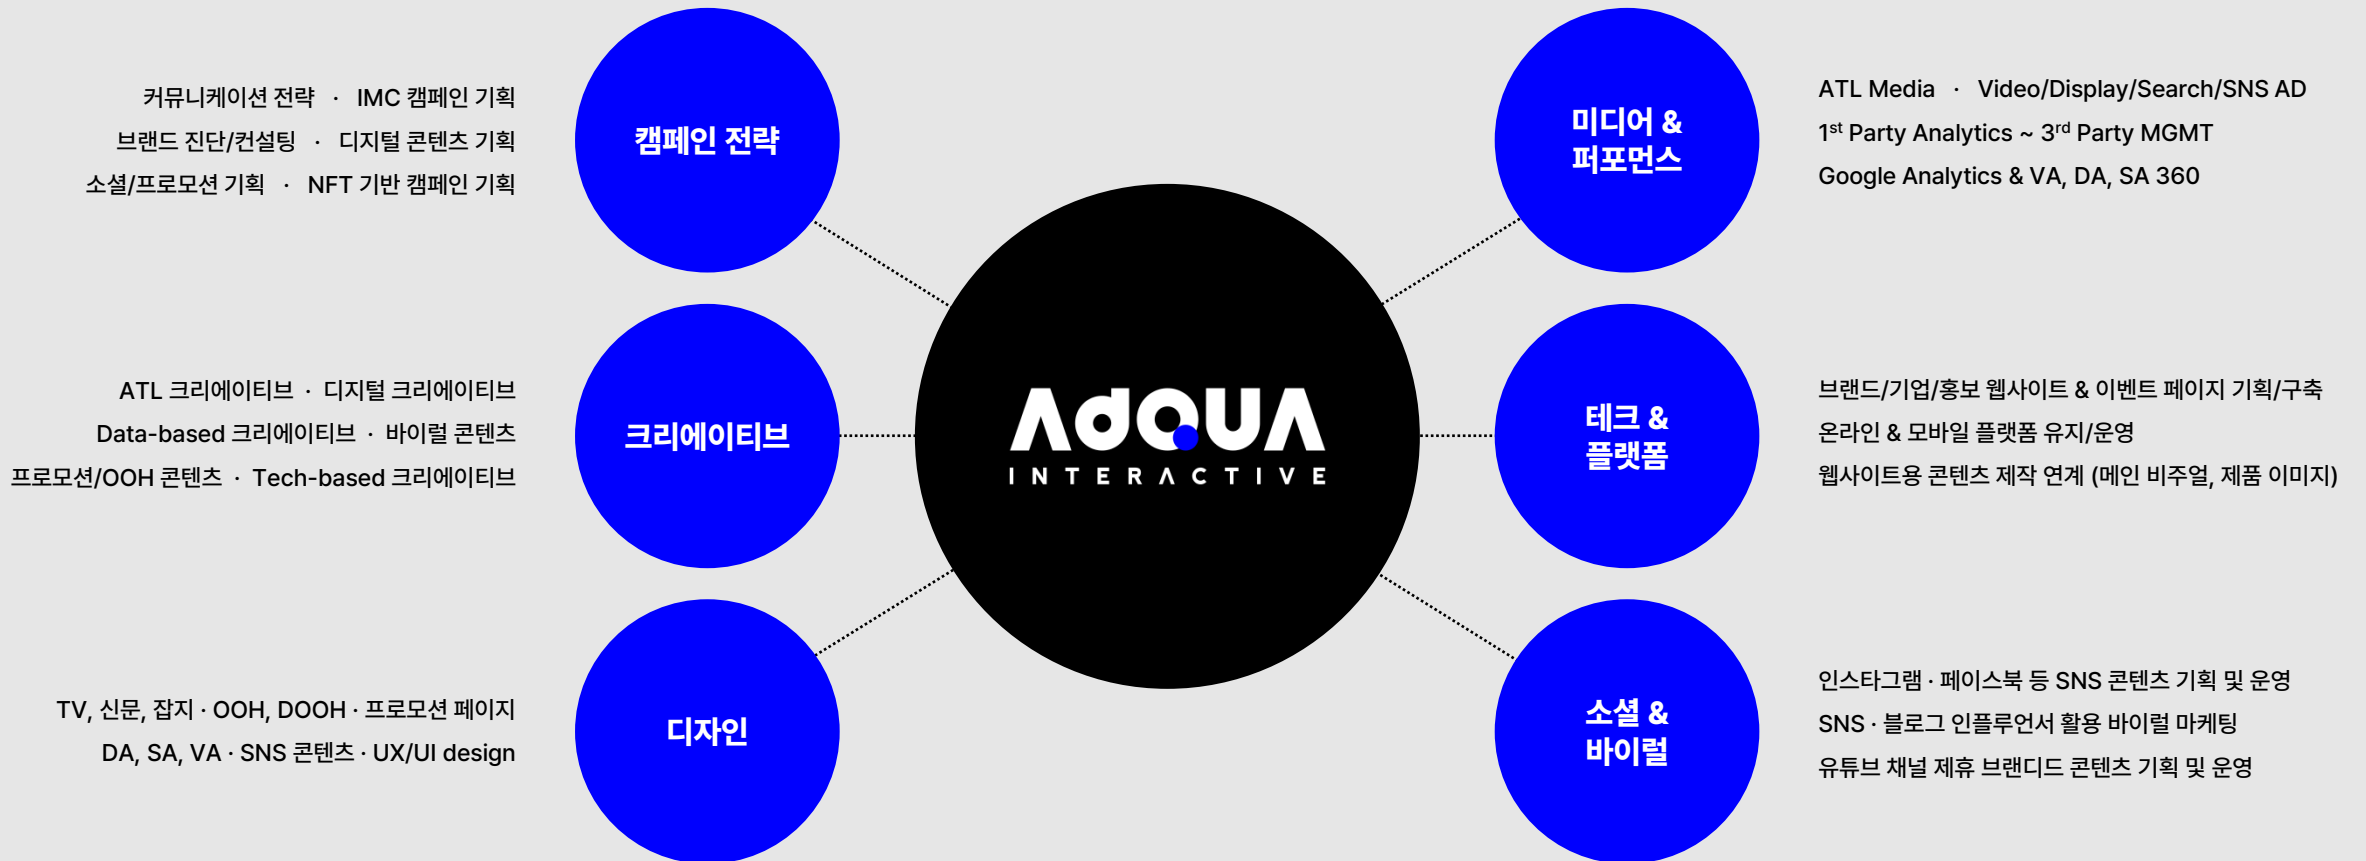 커뮤니케이션 전략 · IMC 캠페인 기획
브랜드 진단/컨설팅 · 디지털 콘텐츠 기획
소셜/프로모션 기획 · NFT 기반 캠페인 기획
캠페인 전략
ATL 크리에이티브 · 디지털 크리에이티브
Data-based 크리에이티브 · 바이럴 콘텐츠
프로모션/OOH 콘텐츠 · Tech-based 크리에이티브
크리에이티브
TV, 신문, 잡지 · OOH, DOOH · 프로모션 페이지
DA, SA, VA · SNS 콘텐츠 · UX/UI design
디자인
AdQUA
INTERACTIVE
미디어 &
퍼포먼스
ATL Media · Video/Display/Search/SNS AD
1st Party Analytics ~ 3rd Party MGMT
Google Analytics & VA, DA, SA 360
테크 &
플랫폼
브랜드/기업/홍보 웹사이트 & 이벤트 페이지 기획/구축
온라인 & 모바일 플랫폼 유지/운영
웹사이트용 콘텐츠 제작 연계 (메인 비주얼, 제품 이미지)
소셜 &
바이럴
인스타그램 · 페이스북 등 SNS 콘텐츠 기획 및 운영
SNS · 블로그 인플루언서 활용 바이럴 마케팅
유튜브 채널 제휴 브랜디드 콘텐츠 기획 및 운영